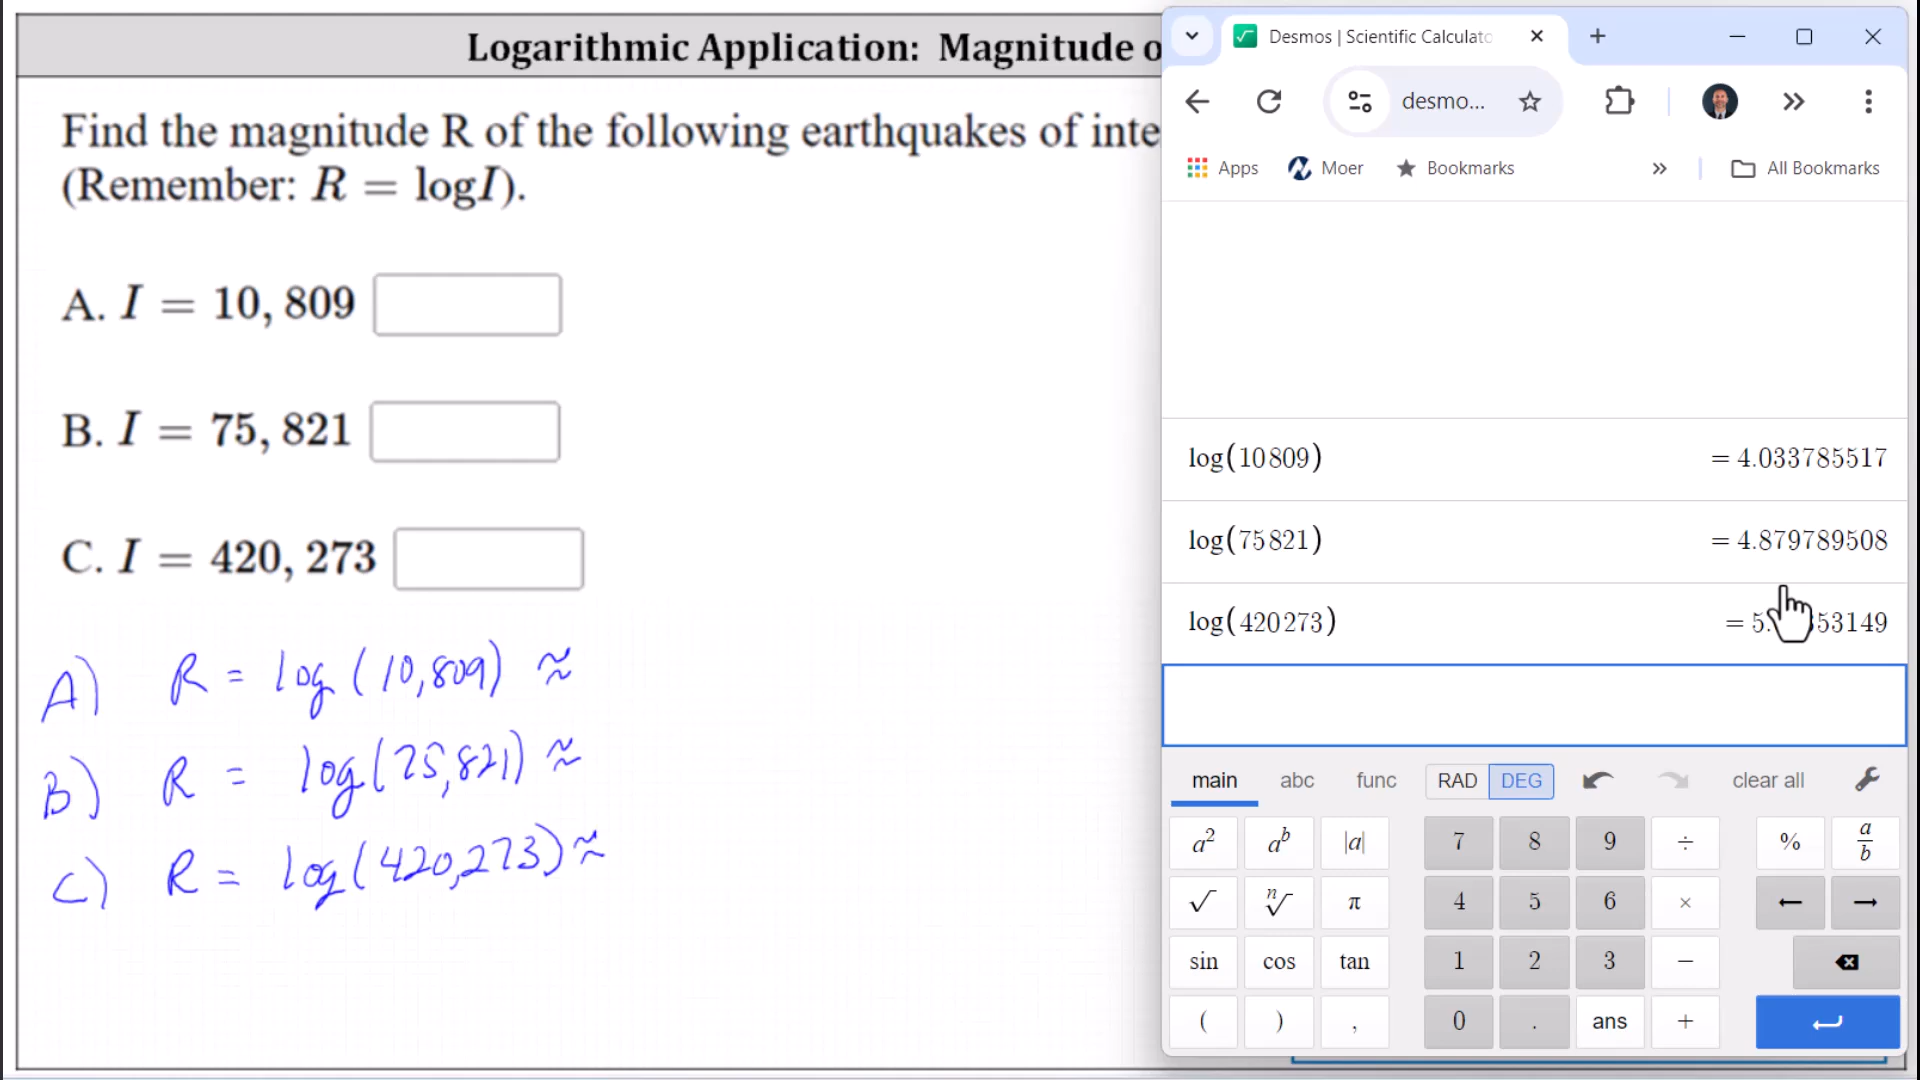 Logarithmic Application: Magnitude
Find the magnitude R of the following earthquakes of
(Remember: R = logI).
A. I = 10, 809
B. I = 75, 821
C. I = 420, 273
A) R = log(10,809) ≈
B) R = log(75,821) ≈
C) R = log(420,273) ≈
Desmos | Scientific Calculato
desmo...
Apps Moer Bookmarks » All Bookmarks
log(10809) = 4.033785517
log(75821) = 4.879789508
log(420273) = 5. 53149
main abc func RAD DEG clear all
a² aᵇ |a| 7 8 9 ÷ % a/b
√ ⁿ√ π 4 5 6 × ← →
sin cos tan 1 2 3 −
( ) , 0 . ans +